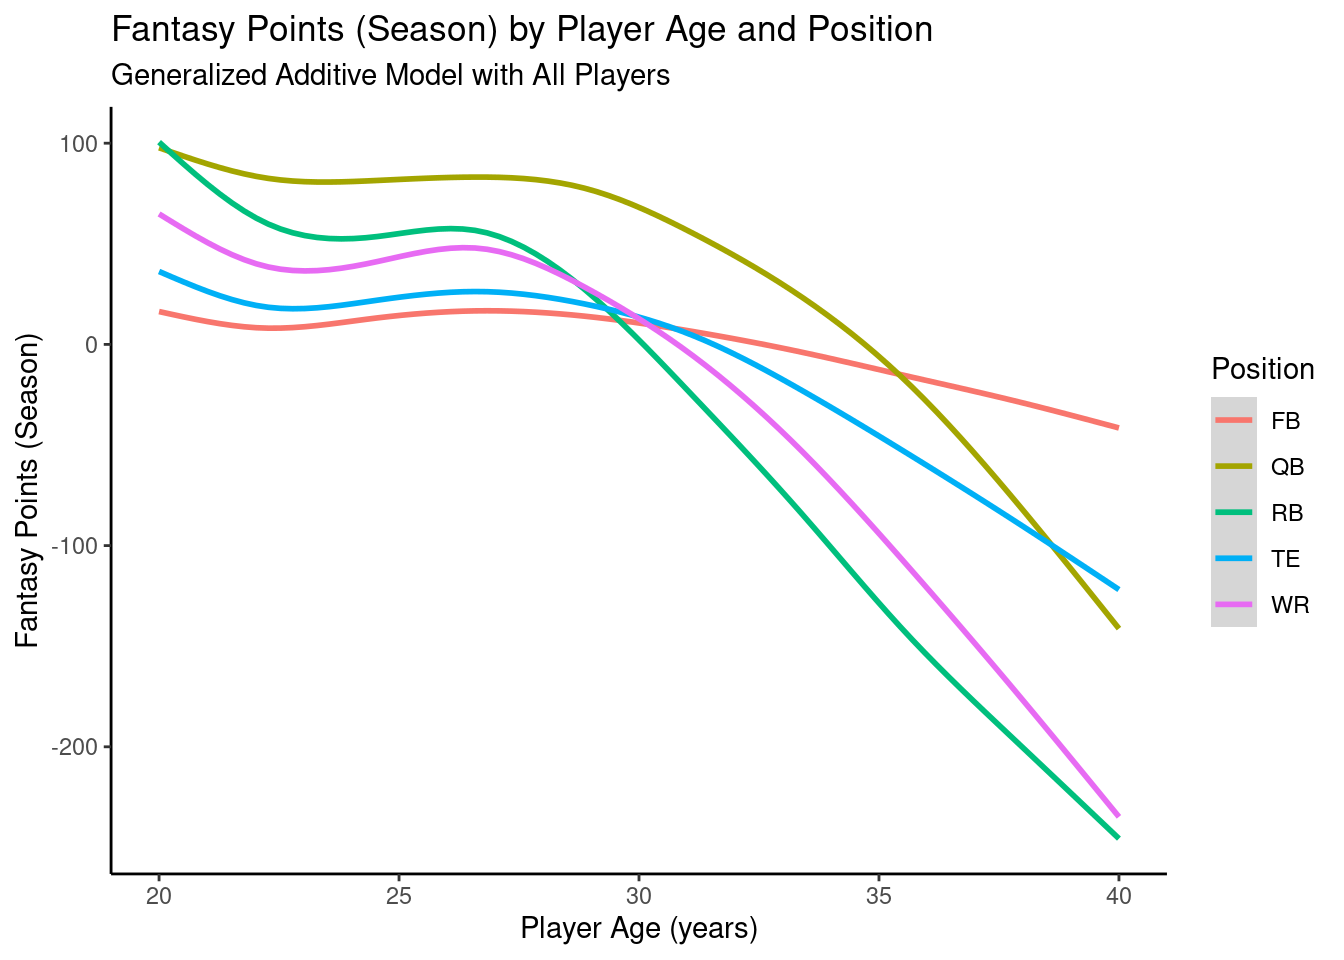 Fantasy Points (Season) by Player Age and Position
Generalized Additive Model with All Players
Fantasy Points (Season)
100
0
-100
-200
20
25
30
35
40
Player Age (years)
Position
FB
QB
RB
TE
WR